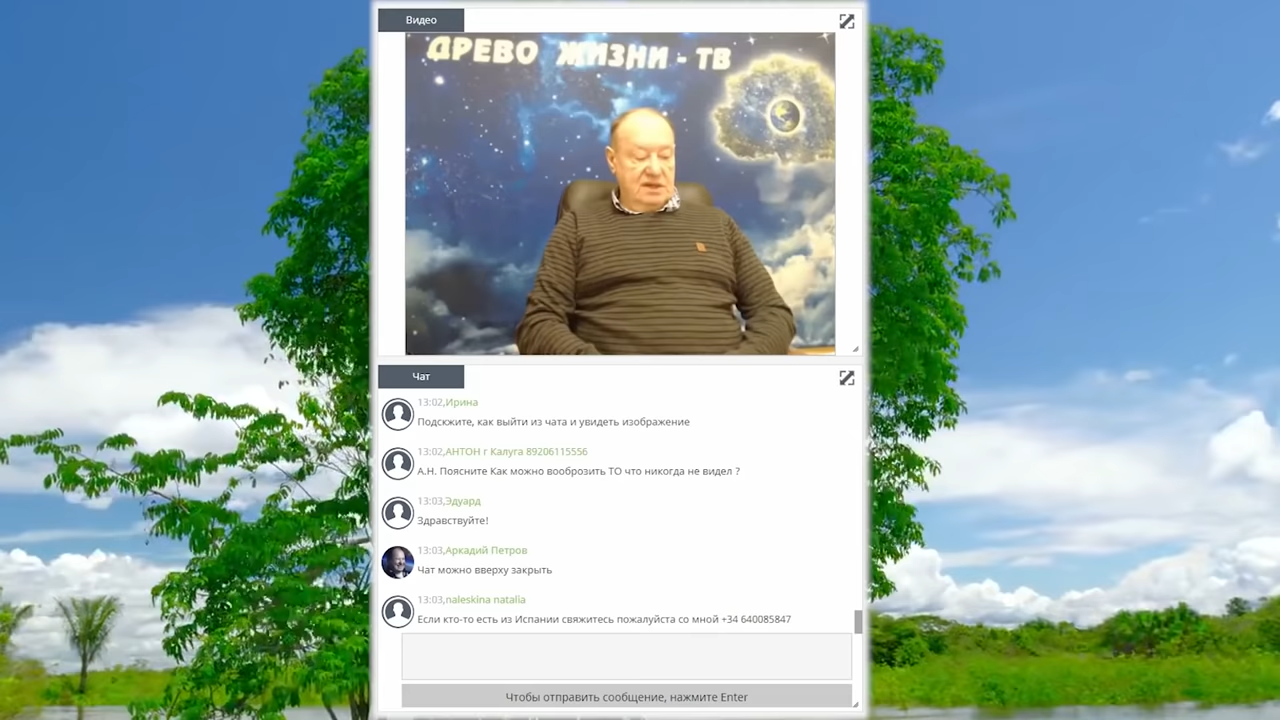 Видео
ДРЕВО ЖИЗНИ - ТВ
Чат
13:02,Ирина
Подскжите, как выйти из чата и увидеть изображение
13:02,АНТОН г Калуга 89206115556
А.Н. Поясните Как можно вооброзить ТО что никогда не видел ?
13:03,Эдуард
Здравствуйте!
13:03,Аркадий Петров
Чат можно вверху закрыть
13:03,naleskina natalia
Если кто-то есть из Испании свяжитесь пожалуйста со мной +34 640085847
Чтобы отправить сообщение, нажмите Enter